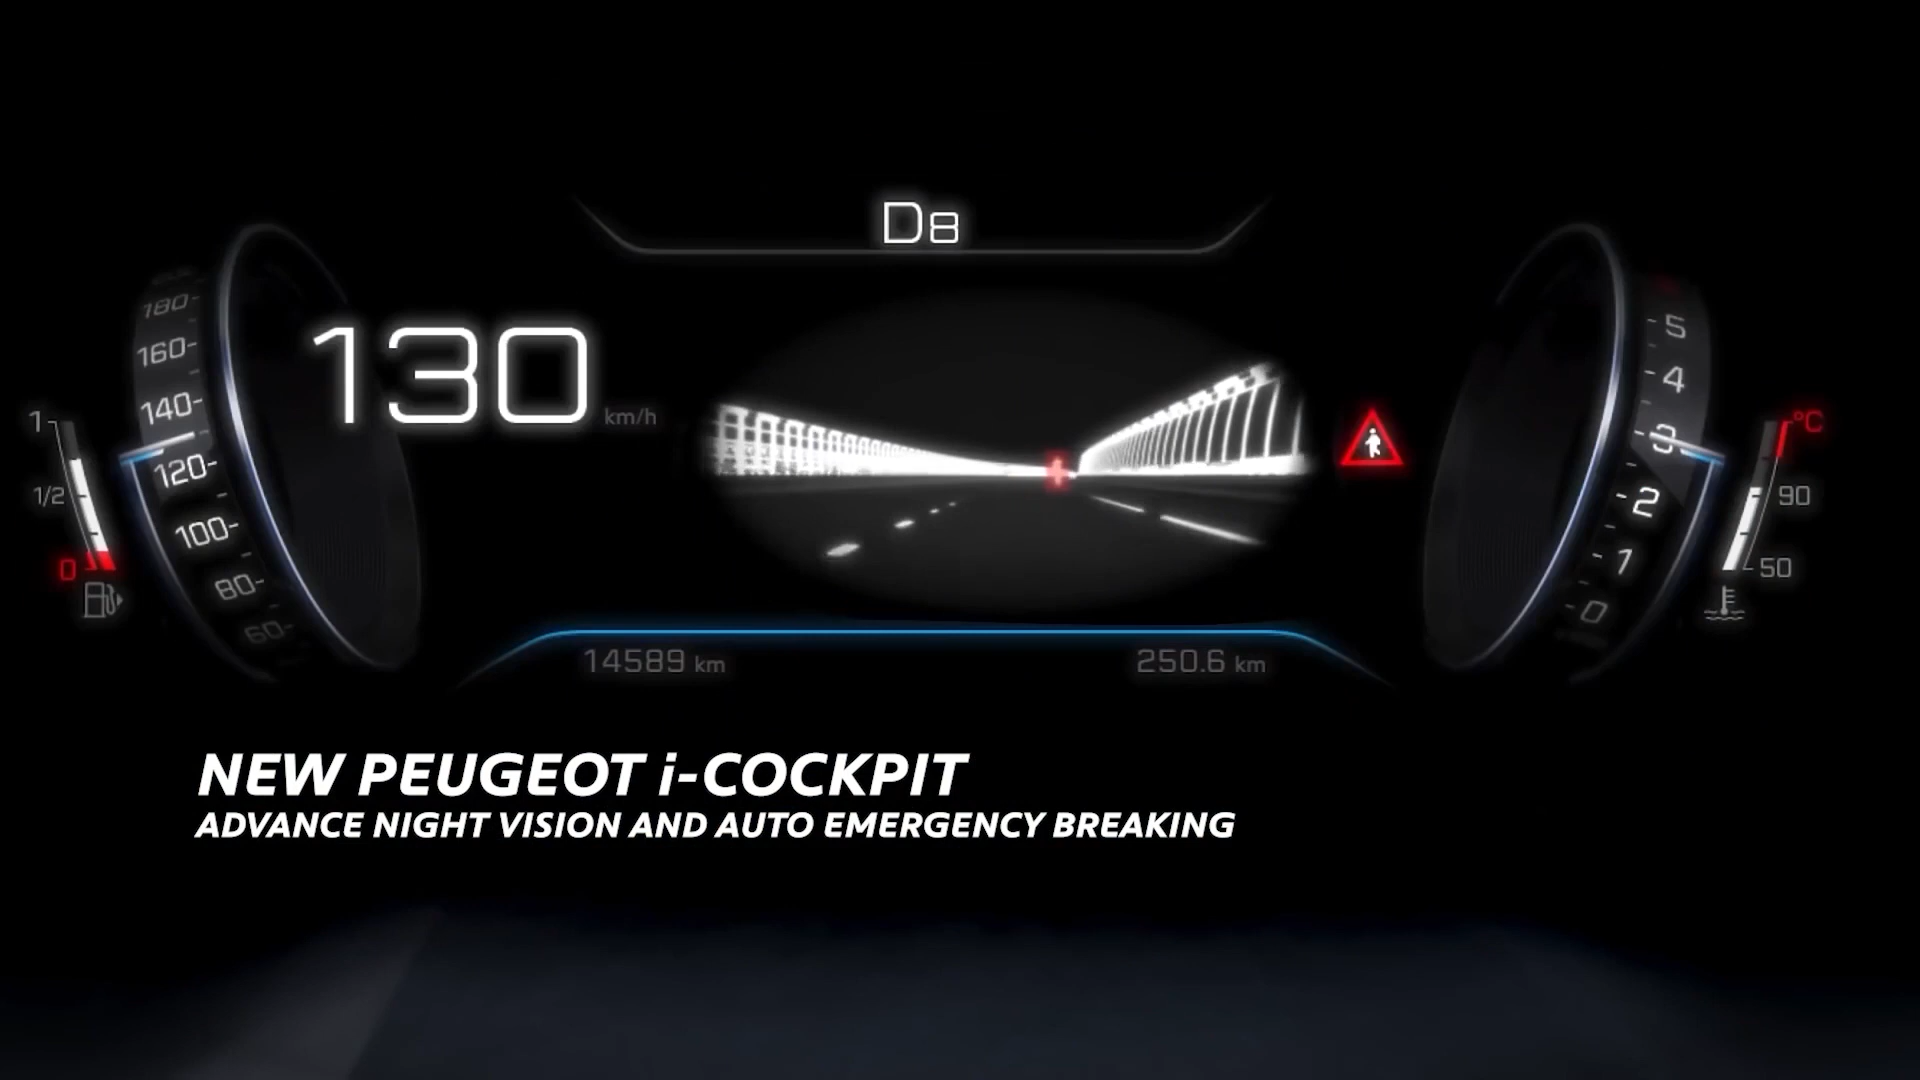 D8
130 km/h
180
160
140
120
100
80
60
1
1/2
0
5
4
3
2
1
0
°C
90
50
14589 km
250.6 km
NEW PEUGEOT i-COCKPIT
ADVANCE NIGHT VISION AND AUTO EMERGENCY BREAKING